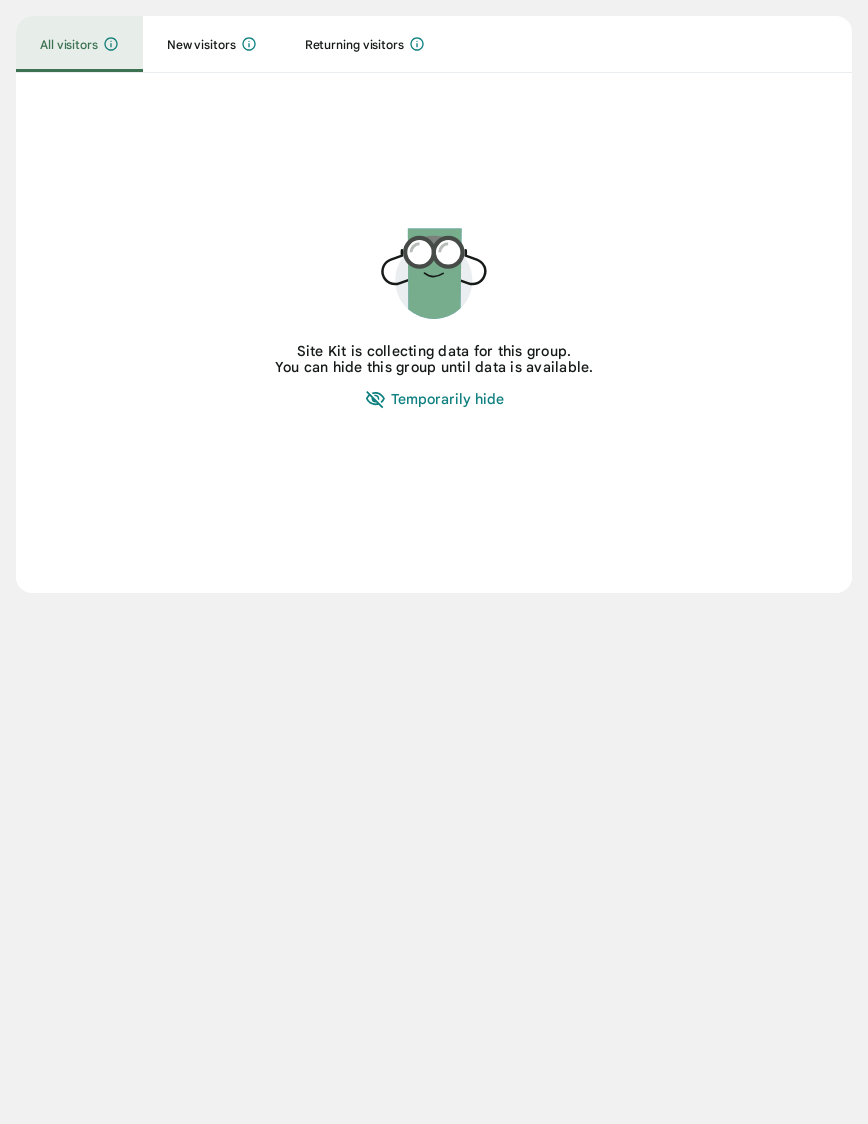 All visitors
New visitors
Returning visitors
Site Kit is collecting data for this group.
You can hide this group until data is available.
Temporarily hide